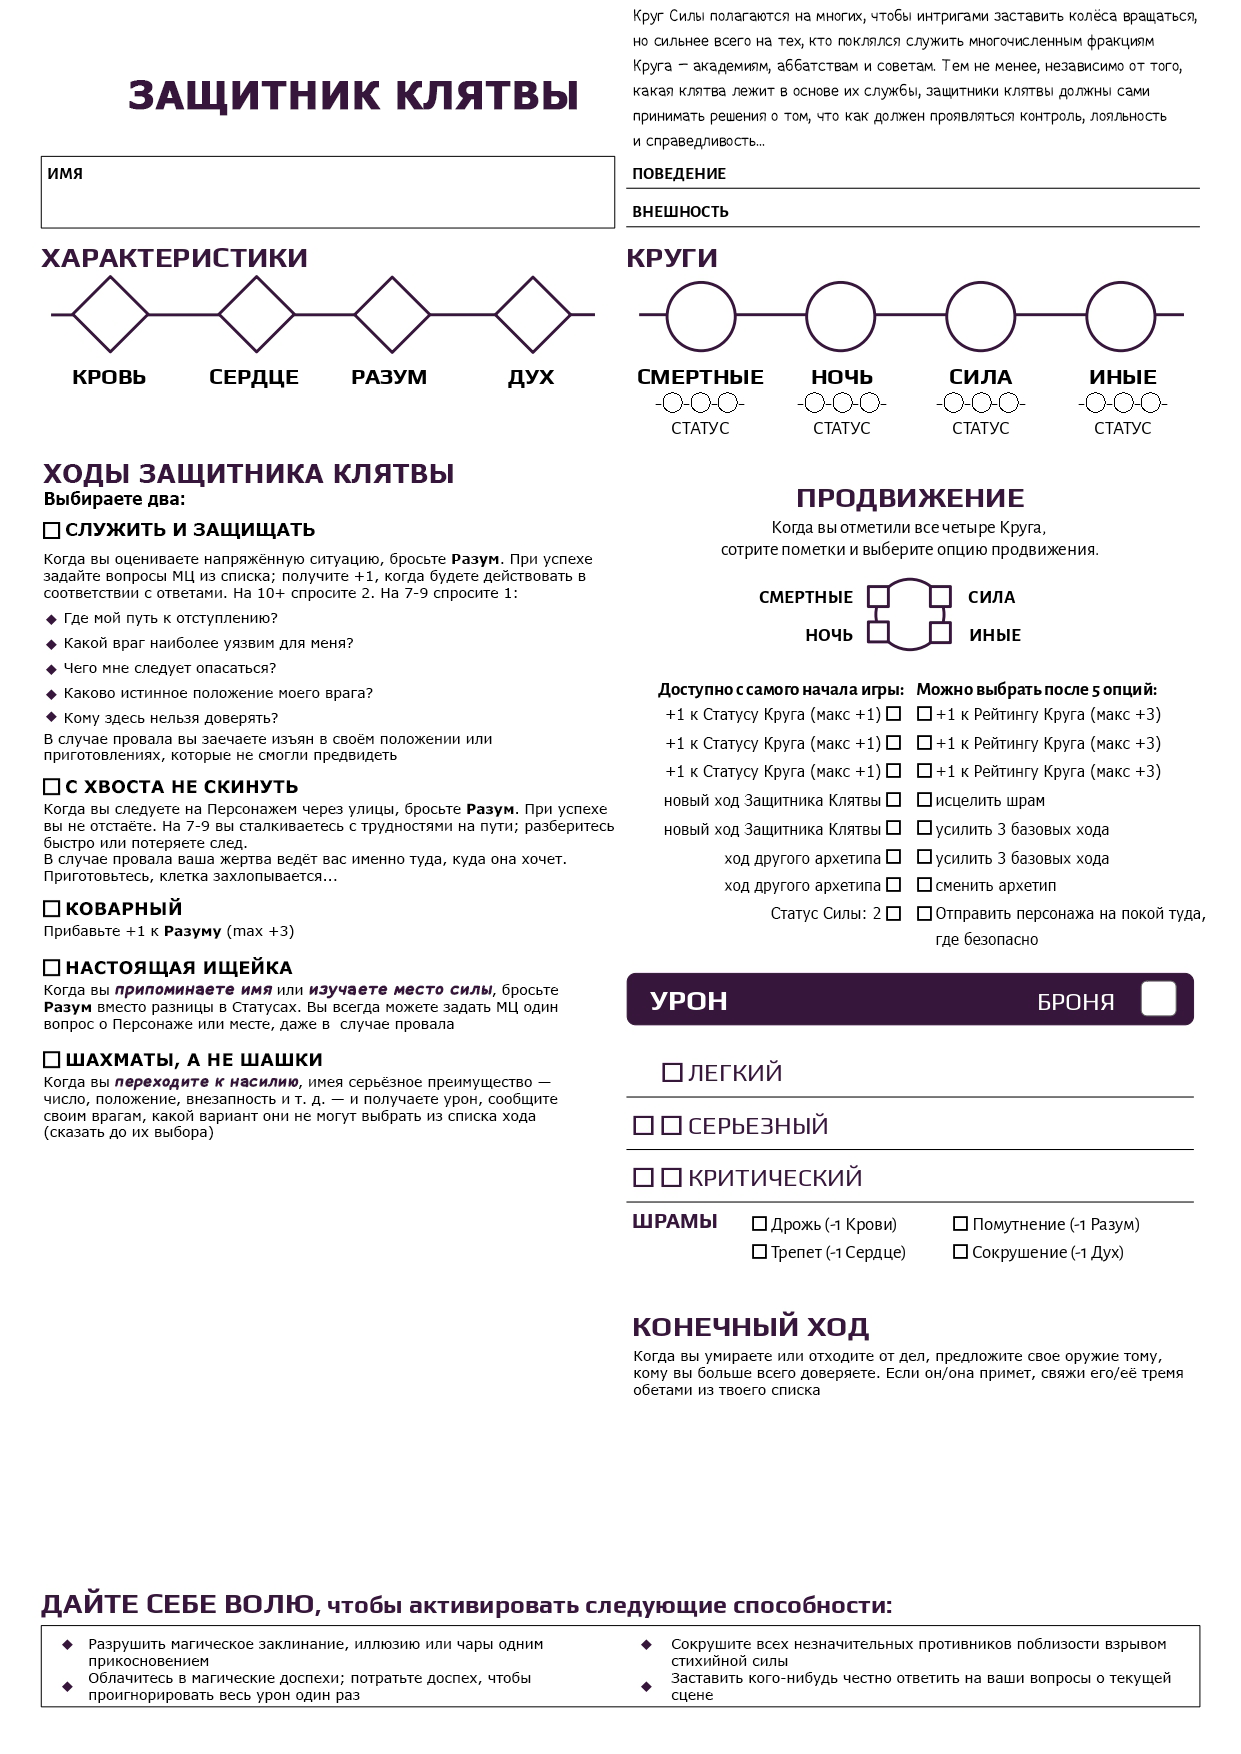 Круг Силы полагаются на многих, чтобы интригами заставить колёса вращаться,
но сильнее всего на тех, кто поклялся служить многочисленным фракциям
Круга – академиям, аббатствам и советам. Тем не менее, независимо от того,
какая клятва лежит в основе их службы, защитники клятвы должны сами
принимать решения о том, что как должен проявляться контроль, лояльность
и справедливость...
ЗАЩИТНИК КЛЯТВЫ
ИМЯ
ПОВЕДЕНИЕ
ВНЕШНОСТЬ
ХАРАКТЕРИСТИКИ
КРОВЬ СЕРДЦЕ РАЗУМ ДУХ
КРУГИ
СМЕРТНЫЕ НОЧЬ СИЛА ИНЫЕ
СТАТУС СТАТУС СТАТУС СТАТУС
ХОДЫ ЗАЩИТНИКА КЛЯТВЫ
Выбираете два:
СЛУЖИТЬ И ЗАЩИЩАТЬ
Когда вы оцениваете напряжённую ситуацию, бросьте Разум. При успехе
задайте вопросы МЦ из списка; получите +1, когда будете действовать в
соответствии с ответами. На 10+ спросите 2. На 7-9 спросите 1:
◆ Где мой путь к отступлению?
◆ Какой враг наиболее уязвим для меня?
◆ Чего мне следует опасаться?
◆ Каково истинное положение моего врага?
◆ Кому здесь нельзя доверять?
В случае провала вы заечаете изъян в своём положении или
приготовлениях, которые не смогли предвидеть
С ХВОСТА НЕ СКИНУТЬ
Когда вы следуете на Персонажем через улицы, бросьте Разум. При успехе
вы не отстаёте. На 7-9 вы сталкиваетесь с трудностями на пути; разберитесь
быстро или потеряете след.
В случае провала ваша жертва ведёт вас именно туда, куда она хочет.
Приготовьтесь, клетка захлопывается...
КОВАРНЫЙ
Прибавьте +1 к Разуму (max +3)
НАСТОЯЩАЯ ИЩЕЙКА
Когда вы припоминаете имя или изучаете место силы, бросьте
Разум вместо разницы в Статусах. Вы всегда можете задать МЦ один
вопрос о Персонаже или месте, даже в случае провала
ШАХМАТЫ, А НЕ ШАШКИ
Когда вы переходите к насилию, имея серьёзное преимущество —
число, положение, внезапность и т. д. — и получаете урон, сообщите
своим врагам, какой вариант они не могут выбрать из списка хода
(сказать до их выбора)
ПРОДВИЖЕНИЕ
Когда вы отметили все четыре Круга,
сотрите пометки и выберите опцию продвижения.
СМЕРТНЫЕ СИЛА
НОЧЬ ИНЫЕ
Доступно с самого начала игры: Можно выбрать после 5 опций:
+1 к Статусу Круга (макс +1) +1 к Рейтингу Круга (макс +3)
+1 к Статусу Круга (макс +1) +1 к Рейтингу Круга (макс +3)
+1 к Статусу Круга (макс +1) +1 к Рейтингу Круга (макс +3)
новый ход Защитника Клятвы исцелить шрам
новый ход Защитника Клятвы усилить 3 базовых хода
ход другого архетипа усилить 3 базовых хода
ход другого архетипа сменить архетип
Статус Силы: 2 Отправить персонажа на покой туда,
где безопасно
УРОН БРОНЯ
ЛЕГКИЙ
СЕРЬЕЗНЫЙ
КРИТИЧЕСКИЙ
ШРАМЫ Дрожь (-1 Крови) Помутнение (-1 Разум)
Трепет (-1 Сердце) Сокрушение (-1 Дух)
КОНЕЧНЫЙ ХОД
Когда вы умираете или отходите от дел, предложите свое оружие тому,
кому вы больше всего доверяете. Если он/она примет, свяжи его/её тремя
обетами из твоего списка
ДАЙТЕ СЕБЕ ВОЛЮ, чтобы активировать следующие способности:
◆ Разрушить магическое заклинание, иллюзию или чары одним
прикосновением
◆ Облачитесь в магические доспехи; потратьте доспех, чтобы
проигнорировать весь урон один раз
◆ Сокрушите всех незначительных противников поблизости взрывом
стихийной силы
◆ Заставить кого-нибудь честно ответить на ваши вопросы о текущей
сцене